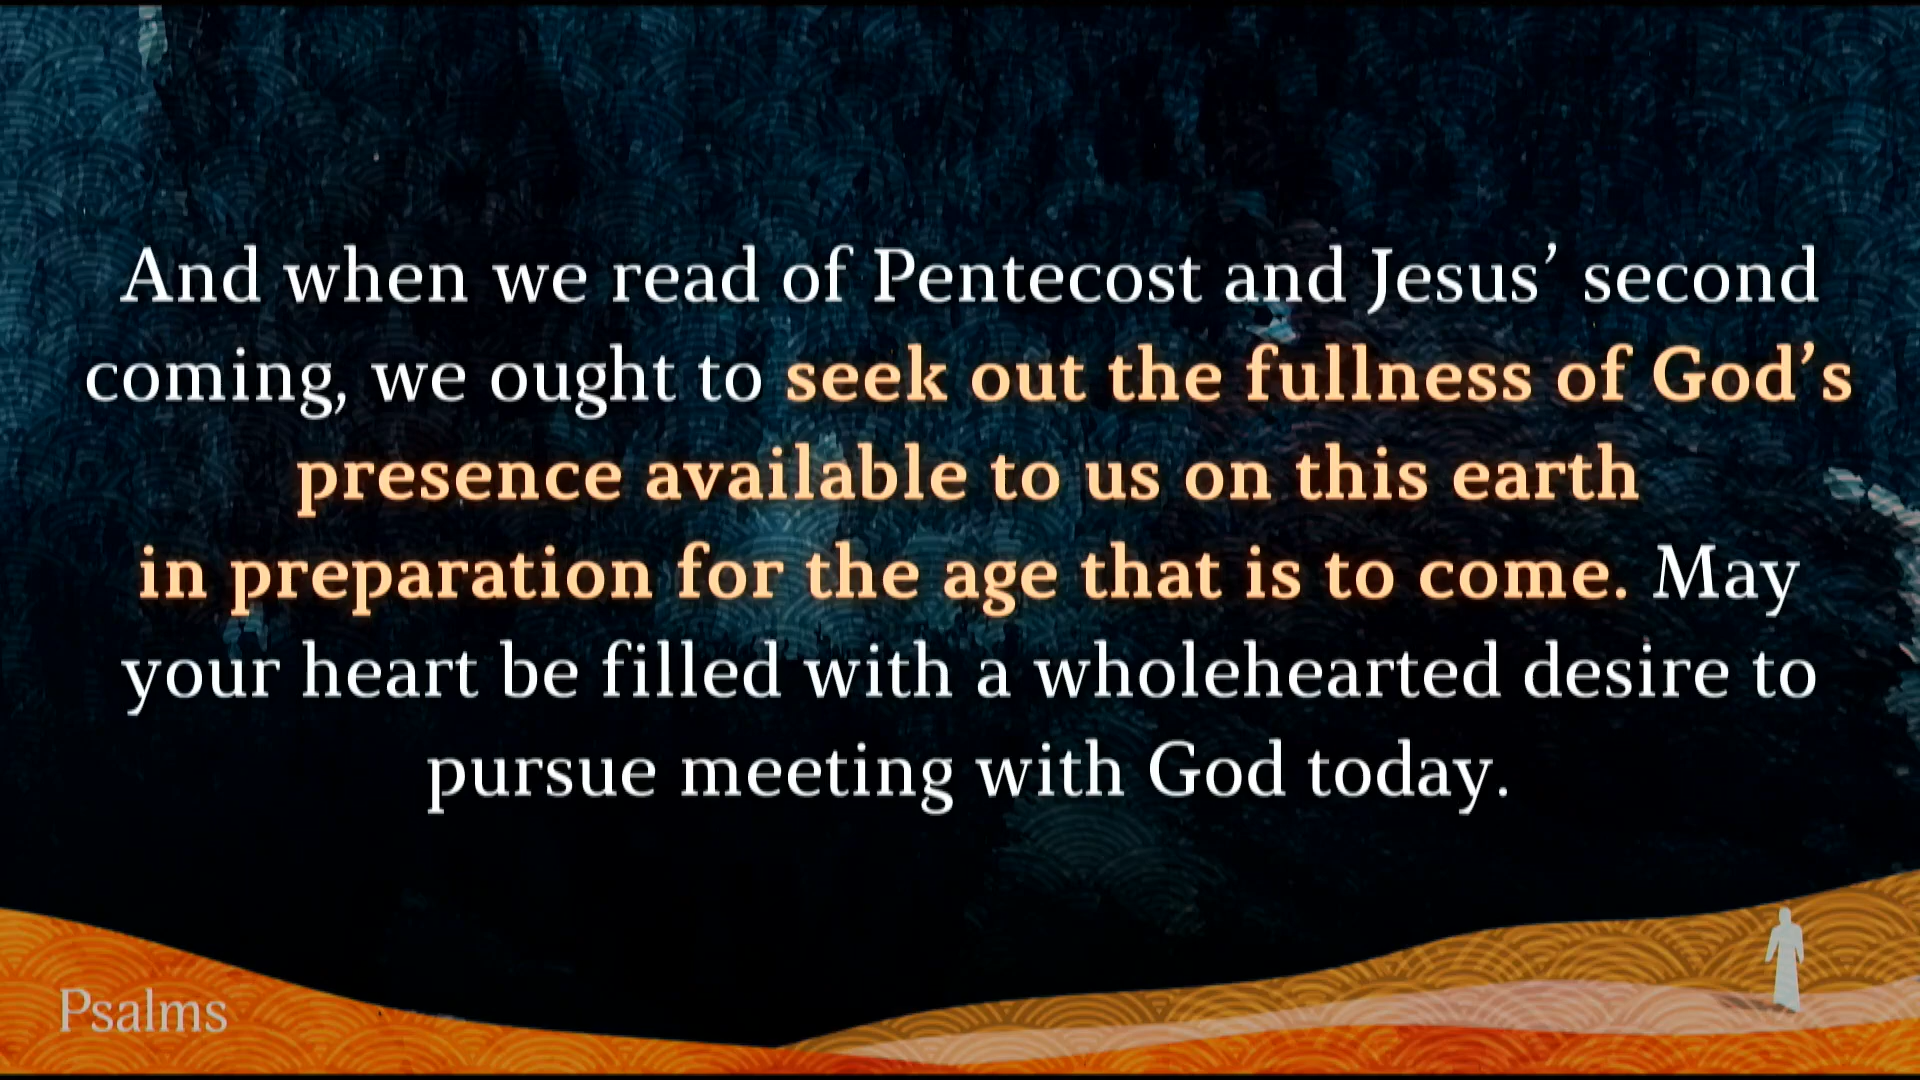 And when we read of Pentecost and Jesus’ second
coming, we ought to seek out the fullness of God’s
presence available to us on this earth
in preparation for the age that is to come. May
your heart be filled with a wholehearted desire to
pursue meeting with God today.
Psalms